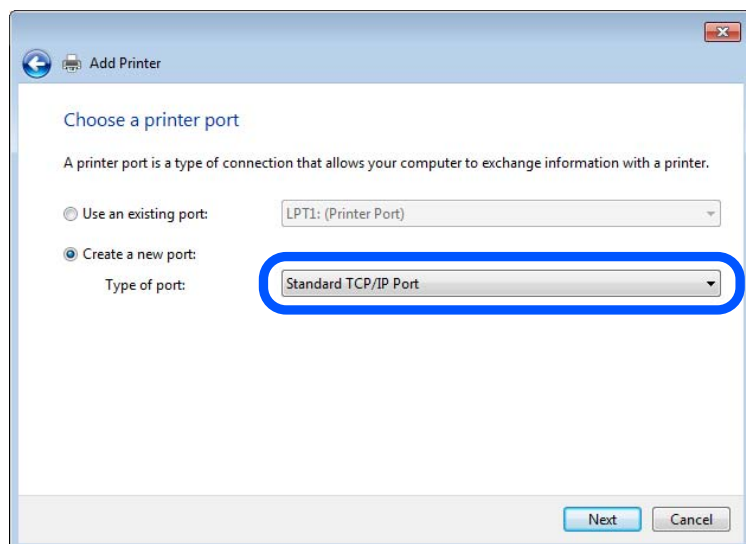 Add Printer
Choose a printer port
A printer port is a type of connection that allows your computer to exchange information with a printer.
Use an existing port: LPT1: (Printer Port)
Create a new port:
Type of port: Standard TCP/IP Port
Next Cancel